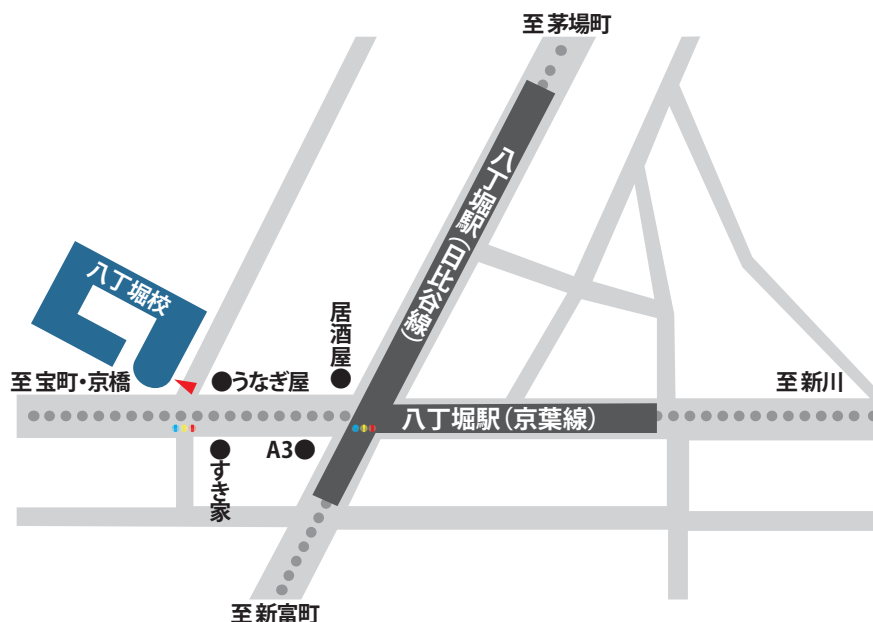 至 茅場町
八丁堀駅(日比谷線)
八丁堀校
居酒屋
至 宝町・京橋
うなぎ屋
至 新川
八丁堀駅(京葉線)
A3
すき家
至 新富町